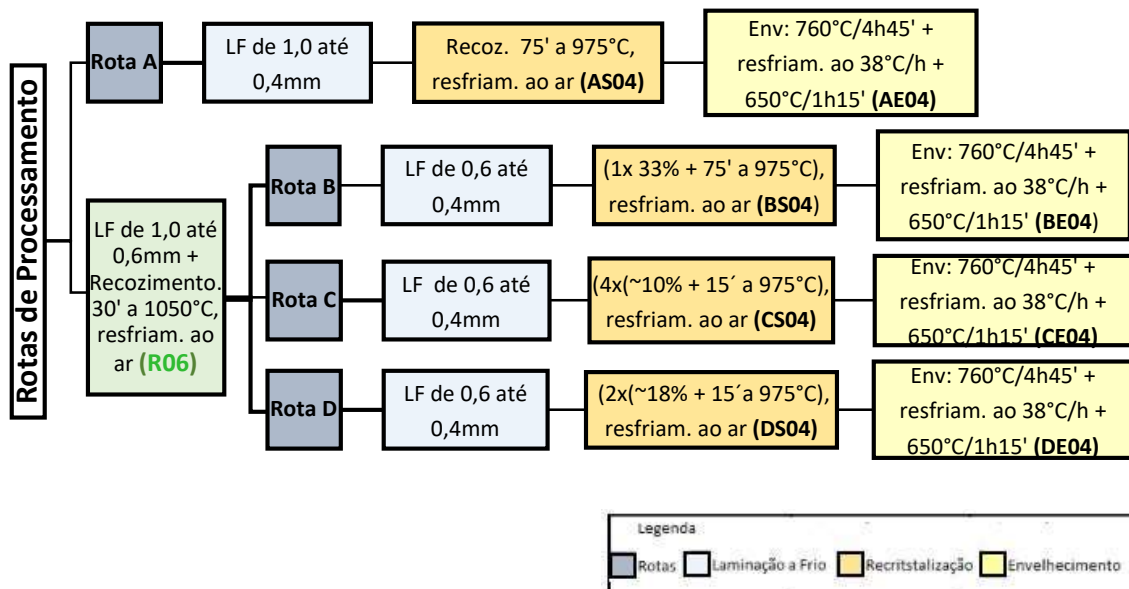 Rotas de Processamento
Rota A
LF de 1,0 até
0,4mm
Recoz. 75' a 975°C,
resfriam. ao ar (AS04)
Env: 760°C/4h45' +
resfriam. ao 38°C/h +
650°C/1h15' (AE04)
LF de 1,0 até
0,6mm +
Recozimento.
30' a 1050°C,
resfriam. ao
ar (R06)
Rota B
LF de 0,6 até
0,4mm
(1x 33% + 75' a 975°C),
resfriam. ao ar (BS04)
Env: 760°C/4h45' +
resfriam. ao 38°C/h +
650°C/1h15' (BE04)
Rota C
LF de 0,6 até
0,4mm
(4x(~10% + 15´ a 975°C),
resfriam. ao ar (CS04)
Env: 760°C/4h45' +
resfriam. ao 38°C/h +
650°C/1h15' (CE04)
Rota D
LF de 0,6 até
0,4mm
(2x(~18% + 15´a 975°C),
resfriam. ao ar (DS04)
Env: 760°C/4h45' +
resfriam. ao 38°C/h +
650°C/1h15' (DE04)
Legenda
Rotas Laminação a Frio Recritstalização Envelhecimento